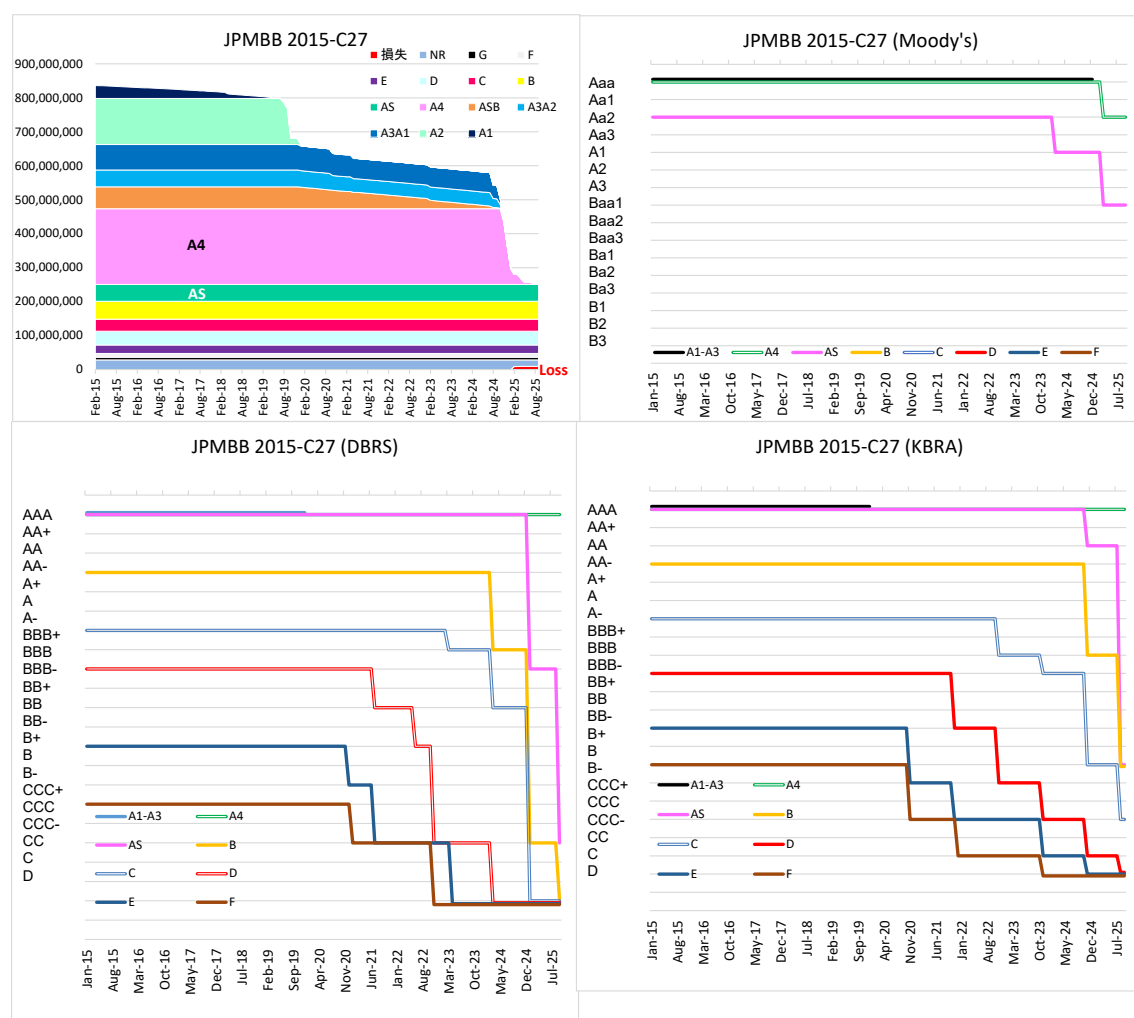 JPMBB 2015-C27
損失 NR G F
E D C B
AS A4 ASB A3A2
A3A1 A2 A1
900,000,000
800,000,000
700,000,000
600,000,000
500,000,000
400,000,000
300,000,000
200,000,000
100,000,000
0
A4
AS
Loss
Feb-15 Aug-15 Feb-16 Aug-16 Feb-17 Aug-17 Feb-18 Aug-18 Feb-19 Aug-19 Feb-20 Aug-20 Feb-21 Aug-21 Feb-22 Aug-22 Feb-23 Aug-23 Feb-24 Aug-24 Feb-25 Aug-25
JPMBB 2015-C27 (Moody's)
Aaa
Aa1
Aa2
Aa3
A1
A2
A3
Baa1
Baa2
Baa3
Ba1
Ba2
Ba3
B1
B2
B3
A1-A3 A4 AS B C D E F
Jan-15 Aug-15 Mar-16 Oct-16 May-17 Dec-17 Jul-18 Feb-19 Sep-19 Apr-20 Nov-20 Jun-21 Jan-22 Aug-22 Mar-23 Oct-23 May-24 Dec-24 Jul-25
JPMBB 2015-C27 (DBRS)
AAA
AA+
AA
AA-
A+
A
A-
BBB+
BBB
BBB-
BB+
BB
BB-
B+
B
B-
CCC+
CCC
CCC-
CC
C
D
A1-A3 A4
AS B
C D
E F
Jan-15 Aug-15 Mar-16 Oct-16 May-17 Dec-17 Jul-18 Feb-19 Sep-19 Apr-20 Nov-20 Jun-21 Jan-22 Aug-22 Mar-23 Oct-23 May-24 Dec-24 Jul-25
JPMBB 2015-C27 (KBRA)
AAA
AA+
AA
AA-
A+
A
A-
BBB+
BBB
BBB-
BB+
BB
BB-
B+
B
B-
CCC+
CCC
CCC-
CC
C
D
A1-A3 A4
AS B
C D
E F
Jan-15 Aug-15 Mar-16 Oct-16 May-17 Dec-17 Jul-18 Feb-19 Sep-19 Apr-20 Nov-20 Jun-21 Jan-22 Aug-22 Mar-23 Oct-23 May-24 Dec-24 Jul-25